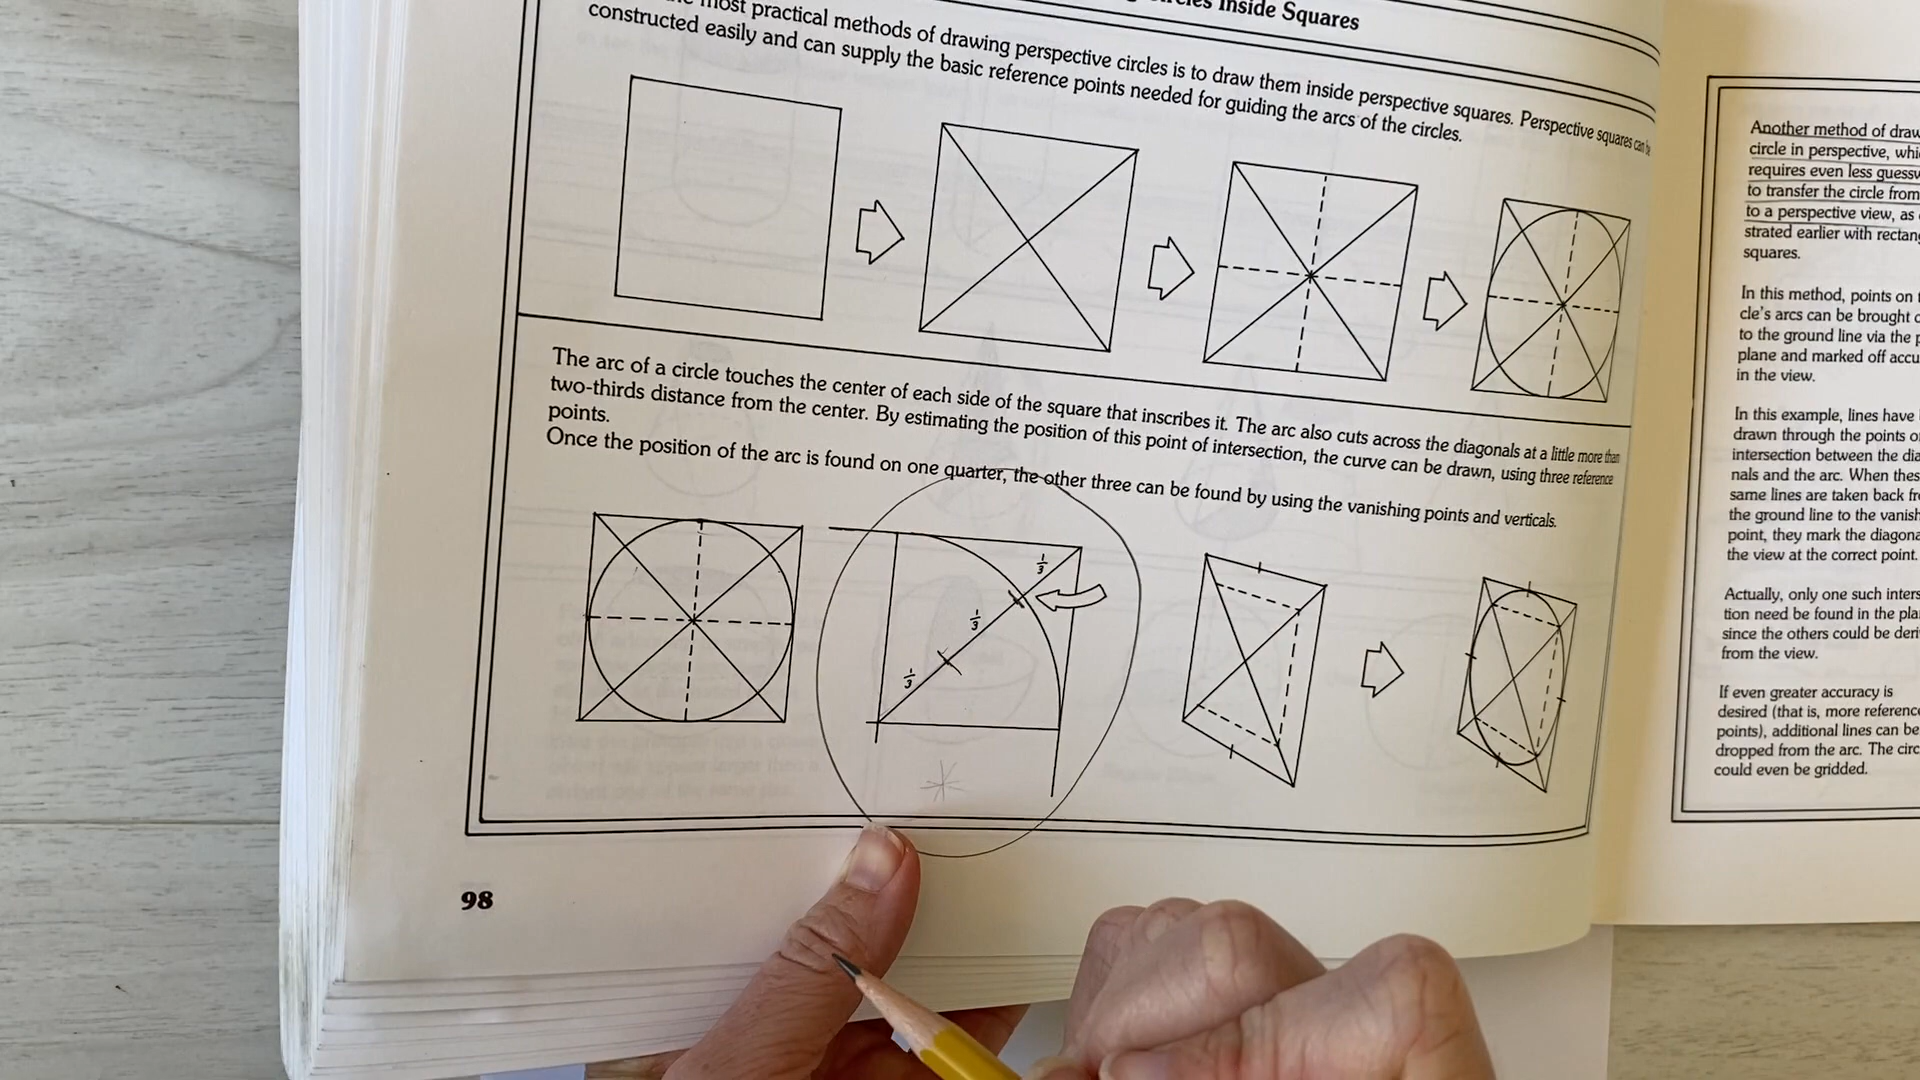 Circles Inside Squares
most practical methods of drawing perspective circles is to draw them inside perspective squares. Perspective squares can be
constructed easily and can supply the basic reference points needed for guiding the arcs of the circles.
The arc of a circle touches the center of each side of the square that inscribes it. The arc also cuts across the diagonals at a little more than
two-thirds distance from the center. By estimating the position of this point of intersection, the curve can be drawn, using three reference
points.
Once the position of the arc is found on one quarter, the other three can be found by using the vanishing points and verticals.
1/3
1/3
1/3
98
Another method of draw
circle in perspective, whi
requires even less guessw
to transfer the circle from
to a perspective view, as
strated earlier with rectang
squares.
In this method, points on
cle's arcs can be brought
to the ground line via the p
plane and marked off accu
in the view.
In this example, lines have
drawn through the points o
intersection between the dia
nals and the arc. When thes
same lines are taken back fr
the ground line to the vanish
point, they mark the diagona
the view at the correct point.
Actually, only one such inters
tion need be found in the pla
since the others could be deri
from the view.
If even greater accuracy is
desired (that is, more reference
points), additional lines can be
dropped from the arc. The circ
could even be gridded.